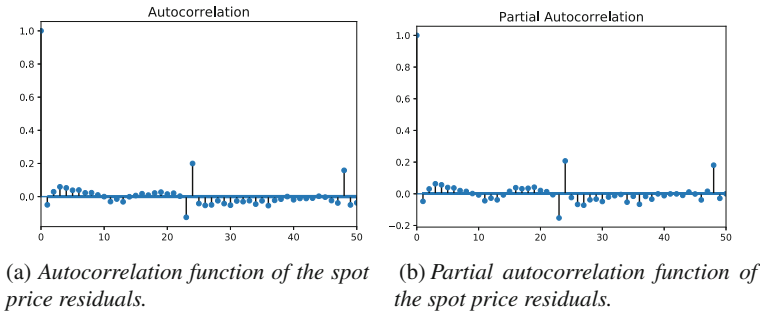 Autocorrelation
1.0
0.8
0.6
0.4
0.2
0.0
0 10 20 30 40 50
(a) Autocorrelation function of the spot
price residuals.
Partial Autocorrelation
1.0
0.8
0.6
0.4
0.2
0.0
−0.2
0 10 20 30 40 50
(b) Partial autocorrelation function of
the spot price residuals.